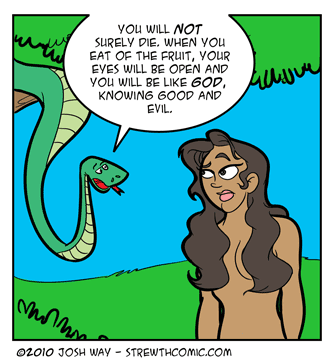 YOU WILL NOT
SURELY DIE. WHEN YOU
EAT OF THE FRUIT, YOUR
EYES WILL BE OPEN AND
YOU WILL BE LIKE GOD,
KNOWING GOOD AND
EVIL.
©2010 JOSH WAY - STREWTHCOMIC.COM